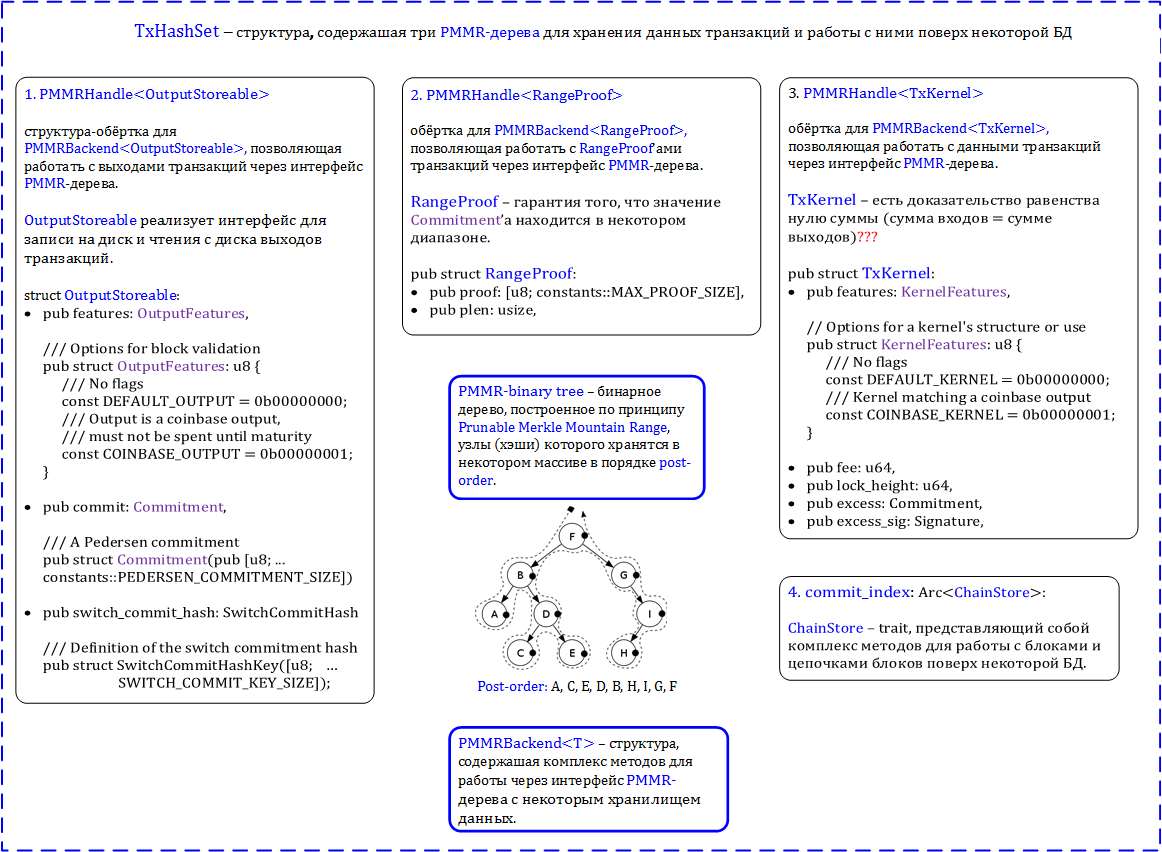 TxHashSet – структура, содержашая три PMMR-дерева для хранения данных транзакций и работы с ними поверх некоторой БД
1. PMMRHandle<OutputStoreable>
структура-обёртка для
PMMRBackend<OutputStoreable>, позволяющая
работать с выходами транзакций через интерфейс
PMMR-дерева.
OutputStoreable реализует интерфейс для
записи на диск и чтения с диска выходов
транзакций.
struct OutputStoreable:
• pub features: OutputFeatures,
/// Options for block validation
pub struct OutputFeatures: u8 {
/// No flags
const DEFAULT_OUTPUT = 0b00000000;
/// Output is a coinbase output,
/// must not be spent until maturity
const COINBASE_OUTPUT = 0b00000001;
}
• pub commit: Commitment,
/// A Pedersen commitment
pub struct Commitment(pub [u8; ...
constants::PEDERSEN_COMMITMENT_SIZE])
• pub switch_commit_hash: SwitchCommitHash
/// Definition of the switch commitment hash
pub struct SwitchCommitHashKey([u8; ...
SWITCH_COMMIT_KEY_SIZE]);
2. PMMRHandle<RangeProof>
обёртка для PMMRBackend<RangeProof>,
позволяющая работать с RangeProof'ами
транзакций через интерфейс PMMR-дерева.
RangeProof – гарантия того, что значение
Commitment'а находится в некотором
диапазоне.
pub struct RangeProof:
• pub proof: [u8; constants::MAX_PROOF_SIZE],
• pub plen: usize,
PMMR-binary tree – бинарное
дерево, построенное по принципу
Prunable Merkle Mountain Range,
узлы (хэши) которого хранятся в
некотором массиве в порядке post-
order.
F
B
G
A
D
I
C
E
H
Post-order: A, C, E, D, B, H, I, G, F
PMMRBackend<T> – структура,
содержашая комплекс методов для
работы через интерфейс PMMR-
дерева с некоторым хранилищем
данных.
3. PMMRHandle<TxKernel>
обёртка для PMMRBackend<TxKernel>,
позволяющая работать с данными транзакций
через интерфейс PMMR-дерева.
TxKernel – есть доказательство равенства
нулю суммы (сумма входов = сумме
выходов)???
pub struct TxKernel:
• pub features: KernelFeatures,
// Options for a kernel's structure or use
pub struct KernelFeatures: u8 {
/// No flags
const DEFAULT_KERNEL = 0b00000000;
/// Kernel matching a coinbase output
const COINBASE_KERNEL = 0b00000001;
}
• pub fee: u64,
• pub lock_height: u64,
• pub excess: Commitment,
• pub excess_sig: Signature,
4. commit_index: Arc<ChainStore>:
ChainStore – trait, представляющий собой
комплекс методов для работы с блоками и
цепочками блоков поверх некоторой БД.